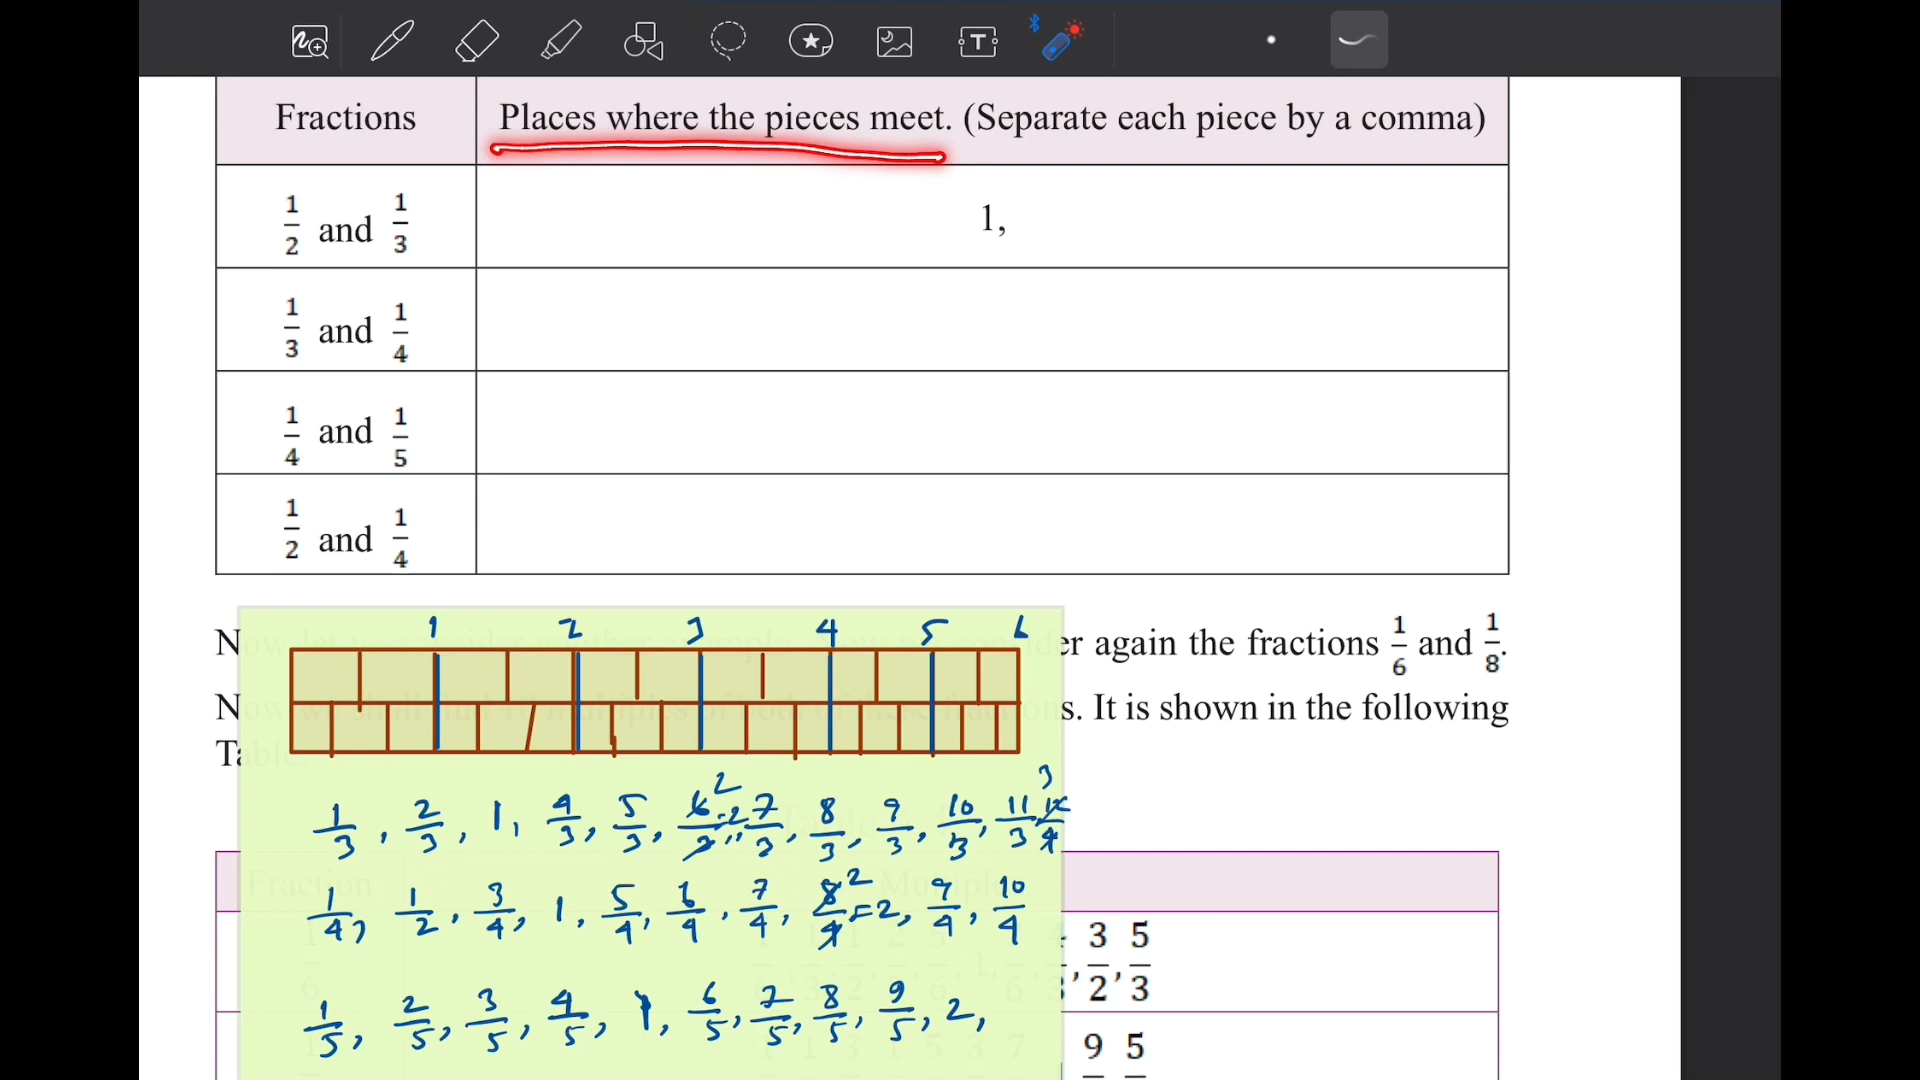 Fractions Places where the pieces meet. (Separate each piece by a comma)
1/2 and 1/3 1,
1/3 and 1/4
1/4 and 1/5
1/2 and 1/4
1 2 3 4 5 6
er again the fractions 1/6 and 1/8.
s. It is shown in the following
1/3, 2/3, 1, 4/3, 5/3, 6/3 = 2, 7/3, 8/3, 9/3, 10/3, 11/3
1/4, 1/2, 3/4, 1, 5/4, 6/4, 7/4, 8/4 = 2, 9/4, 10/4
, 3/2, 5/3
1/5, 2/5, 3/5, 4/5, 1, 6/5, 7/5, 8/5, 9/5, 2,
9 5